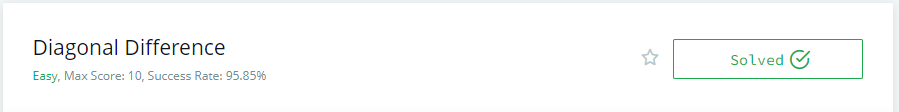 Diagonal Difference
Easy, Max Score: 10, Success Rate: 95.85%
Solved